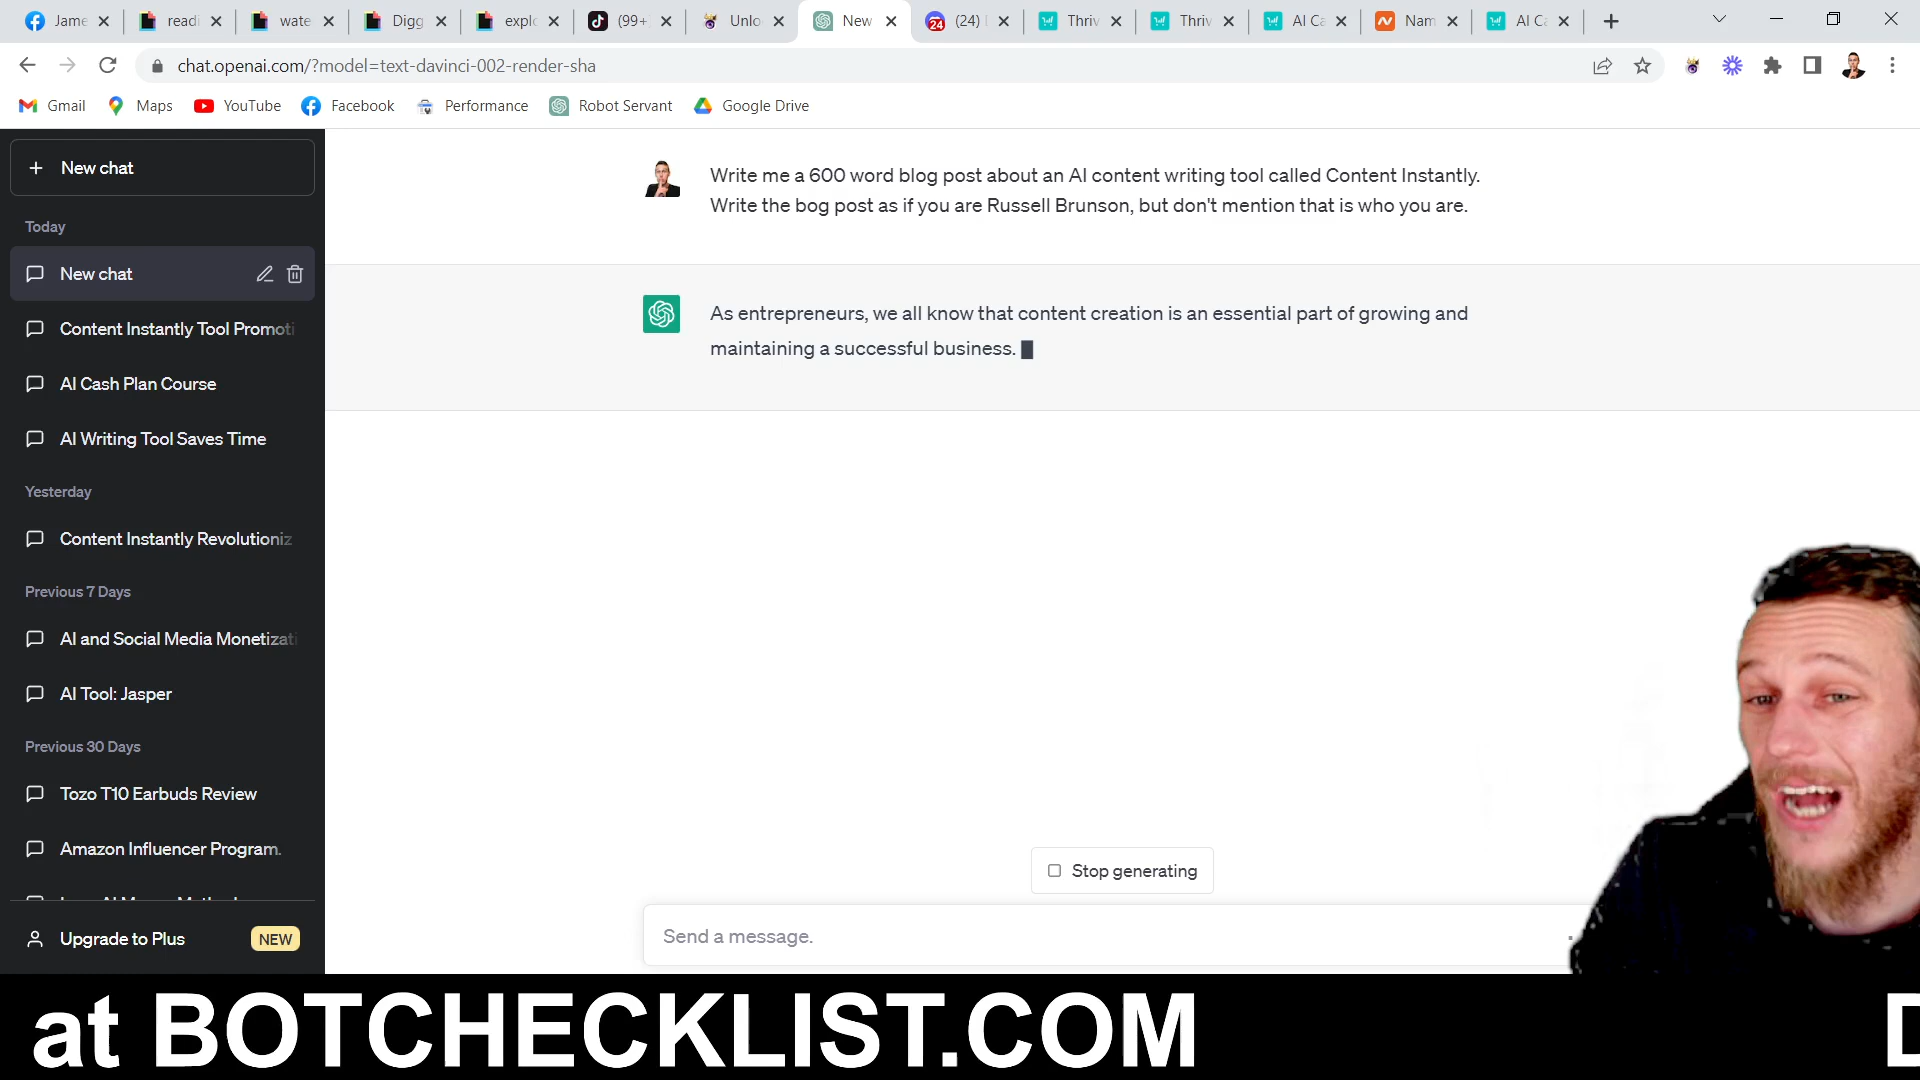 Jame
readi
wate
Digg
explo
(99+
Unlo
New
24
(24)
Thriv
Thriv
AI Ca
Nam
AI Ca
chat.openai.com/?model=text-davinci-002-render-sha
Gmail
Maps
YouTube
Facebook
Performance
Robot Servant
Google Drive
New chat
Today
New chat
Content Instantly Tool Promoti
AI Cash Plan Course
AI Writing Tool Saves Time
Yesterday
Content Instantly Revolutioniz
Previous 7 Days
AI and Social Media Monetizati
AI Tool: Jasper
Previous 30 Days
Tozo T10 Earbuds Review
Amazon Influencer Program.
Upgrade to Plus NEW
Write me a 600 word blog post about an AI content writing tool called Content Instantly.
Write the bog post as if you are Russell Brunson, but don't mention that is who you are.
As entrepreneurs, we all know that content creation is an essential part of growing and
maintaining a successful business.
Stop generating
Send a message.
at BOTCHECKLIST.COM D